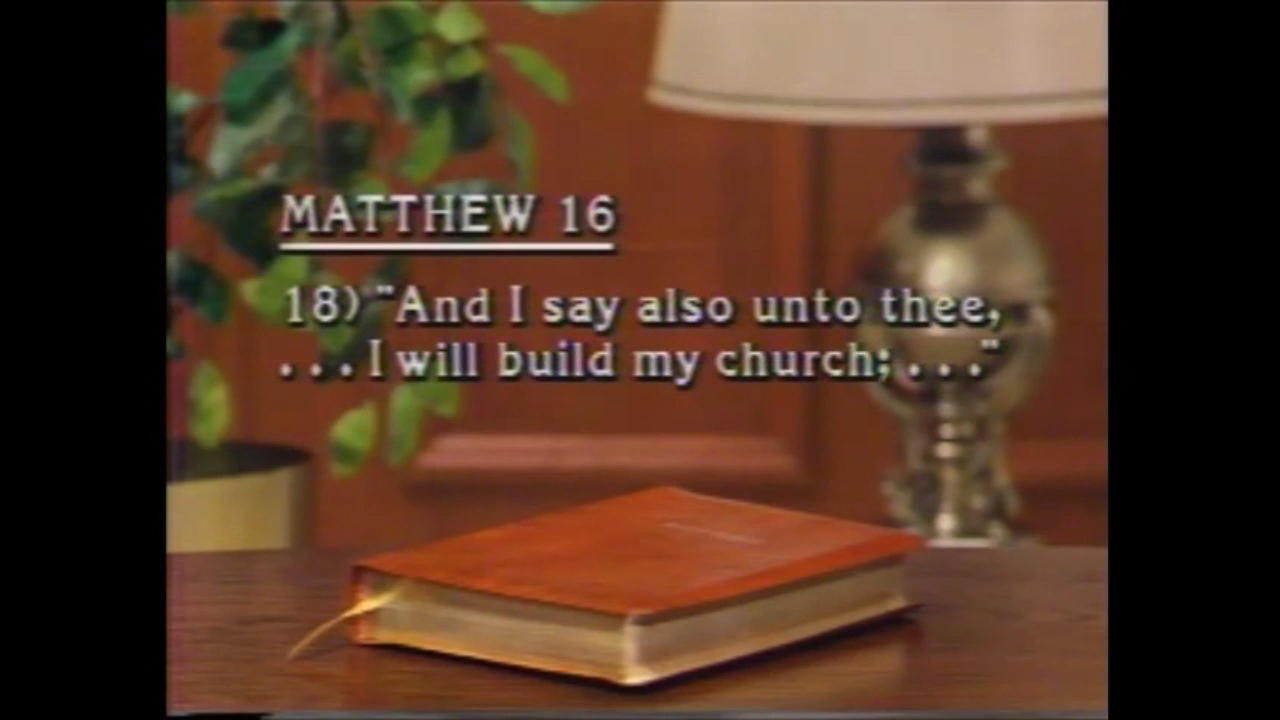 MATTHEW 16
18) "And I say also unto thee,
. . . I will build my church; . . ."